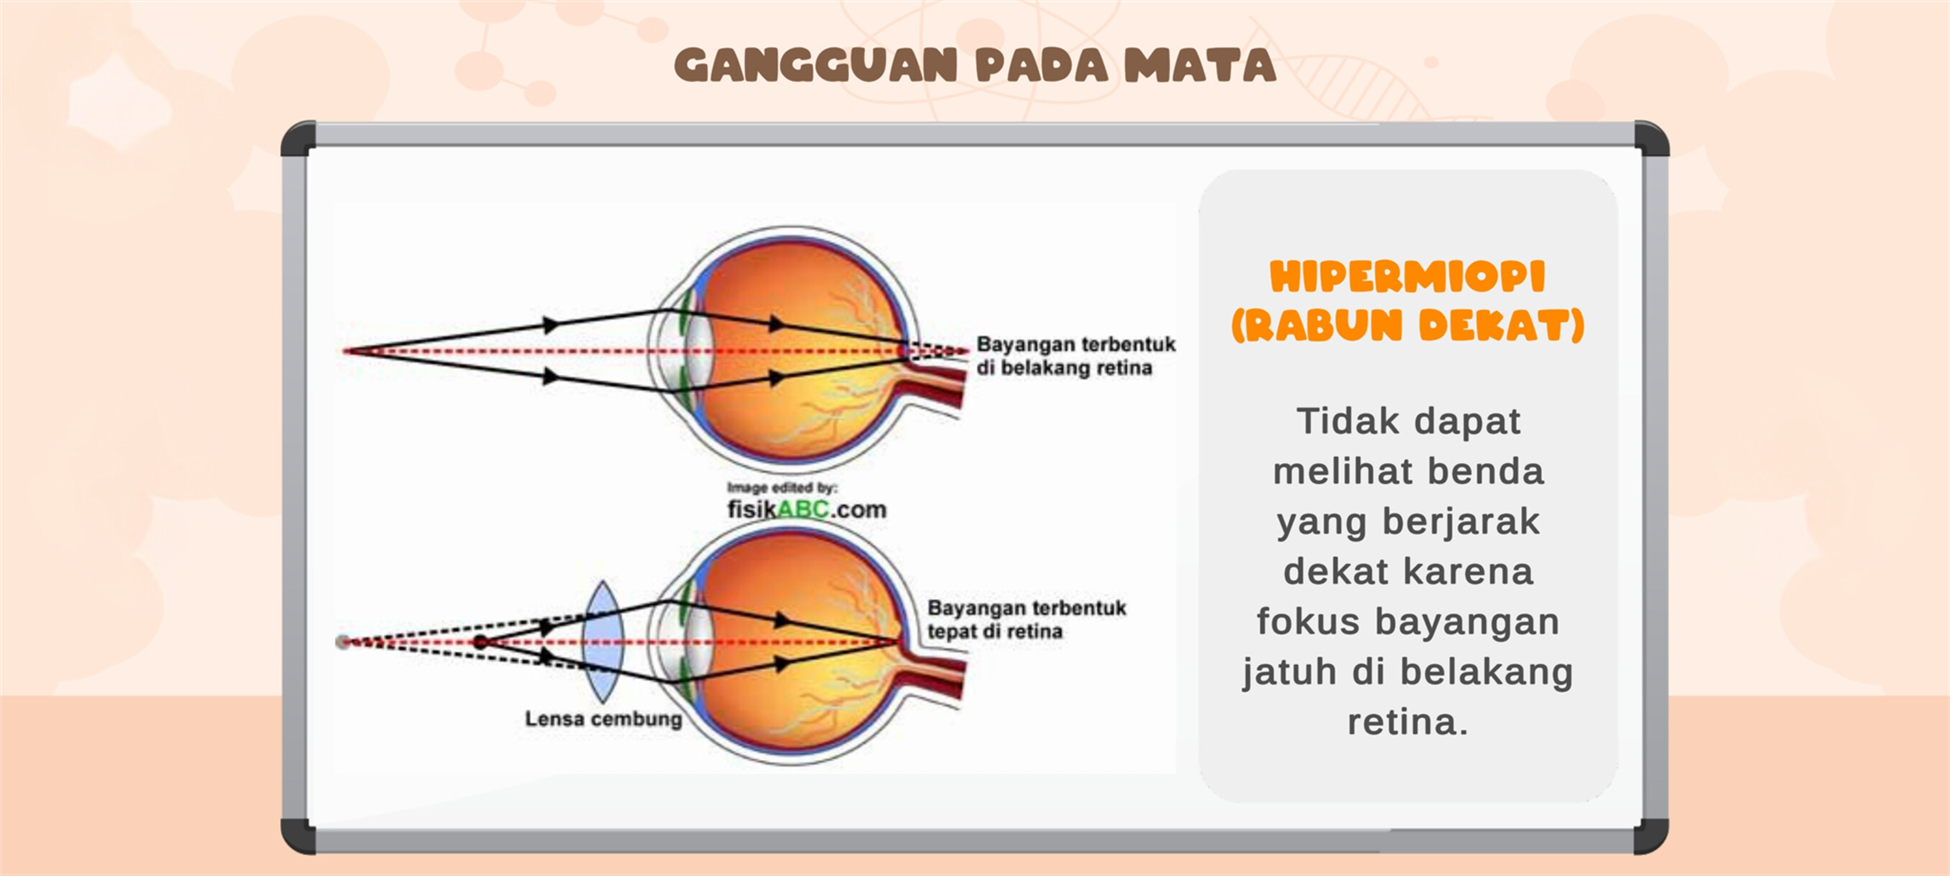 GANGGUAN PADA MATA
Bayangan terbentuk
di belakang retina
Image edited by:
fisikABC.com
Bayangan terbentuk
tepat di retina
Lensa cembung
HIPERMIOPI
(RABUN DEKAT)
Tidak dapat
melihat benda
yang berjarak
dekat karena
fokus bayangan
jatuh di belakang
retina.